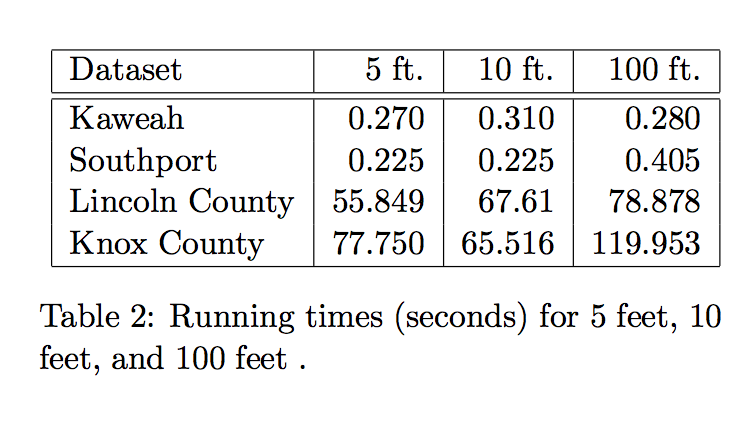 Dataset 5 ft. 10 ft. 100 ft.
Kaweah 0.270 0.310 0.280
Southport 0.225 0.225 0.405
Lincoln County 55.849 67.61 78.878
Knox County 77.750 65.516 119.953
Table 2: Running times (seconds) for 5 feet, 10
feet, and 100 feet .